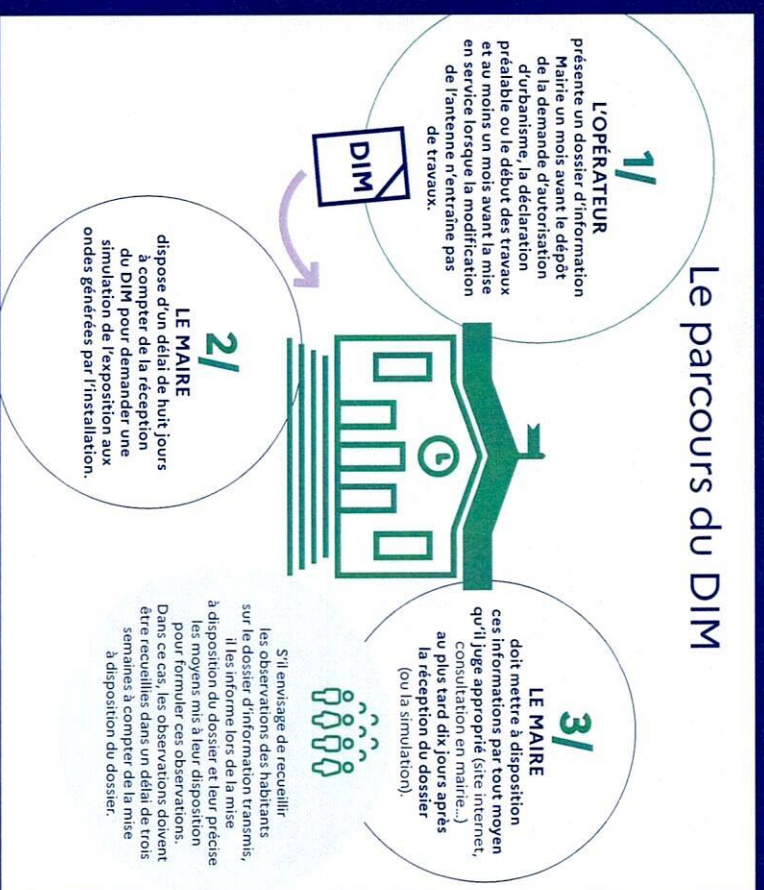 Le parcours du DIM
1/
L'OPÉRATEUR
présente un dossier d'information
Mairie un mois avant le dépôt
de la demande d'autorisation
d'urbanisme, la déclaration
préalable ou le début des travaux
et au moins un mois avant la mise
en service lorsque la modification
de l'antenne n'entraîne pas
de travaux.
DIM
2/
LE MAIRE
dispose d'un délai de huit jours
à compter de la réception
du DIM pour demander une
simulation de l'exposition aux
ondes générées par l'installation.
3/
LE MAIRE
doit mettre à disposition
ces informations par tout moyen
qu'il juge approprié (site internet,
consultation en mairie...)
au plus tard dix jours après
la réception du dossier
(ou la simulation).
S'il envisage de recueillir
les observations des habitants
sur le dossier d'information transmis,
il les informe lors de la mise
à disposition du dossier et leur précise
les moyens mis à leur disposition
pour formuler ces observations.
Dans ce cas, les observations doivent
être recueillies dans un délai de trois
semaines à compter de la mise
à disposition du dossier.